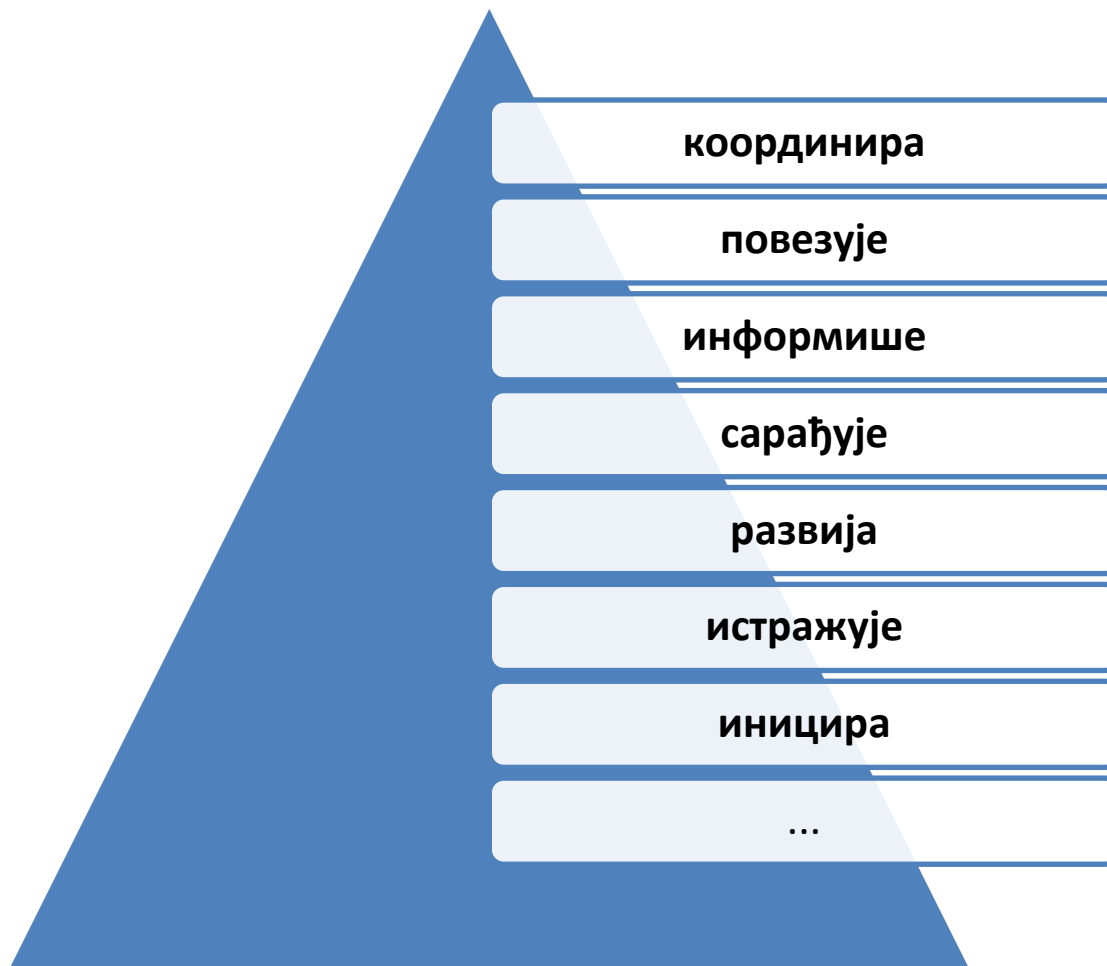 координира
повезује
информише
сарађује
развија
истражује
иницира
...